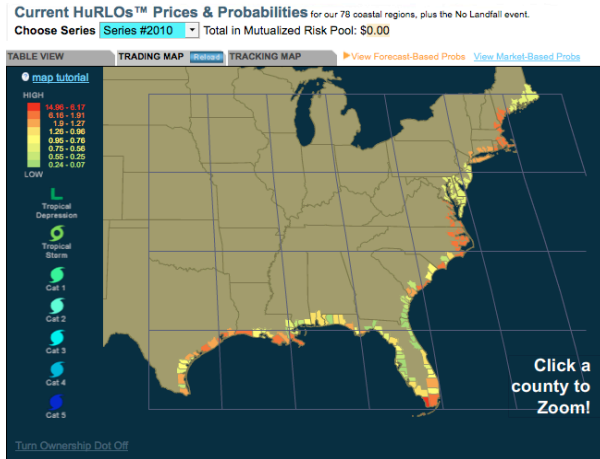 Current HuRLOs™ Prices & Probabilities for our 78 coastal regions, plus the No Landfall event.
Choose Series Series #2010 Total in Mutualized Risk Pool: $0.00
TABLE VIEW TRADING MAP Reload TRACKING MAP View Forecast-Based Probs View Market-Based Probs
? map tutorial
HIGH
14.96 - 6.17
6.16 - 1.91
1.9 - 1.27
1.26 - 0.96
0.95 - 0.76
0.75 - 0.56
0.55 - 0.25
0.24 - 0.07
LOW
Tropical
Depression
Tropical
Storm
Cat 1
Cat 2
Cat 3
Cat 4
Cat 5
Click a
county to
Zoom!
Turn Ownership Dot Off